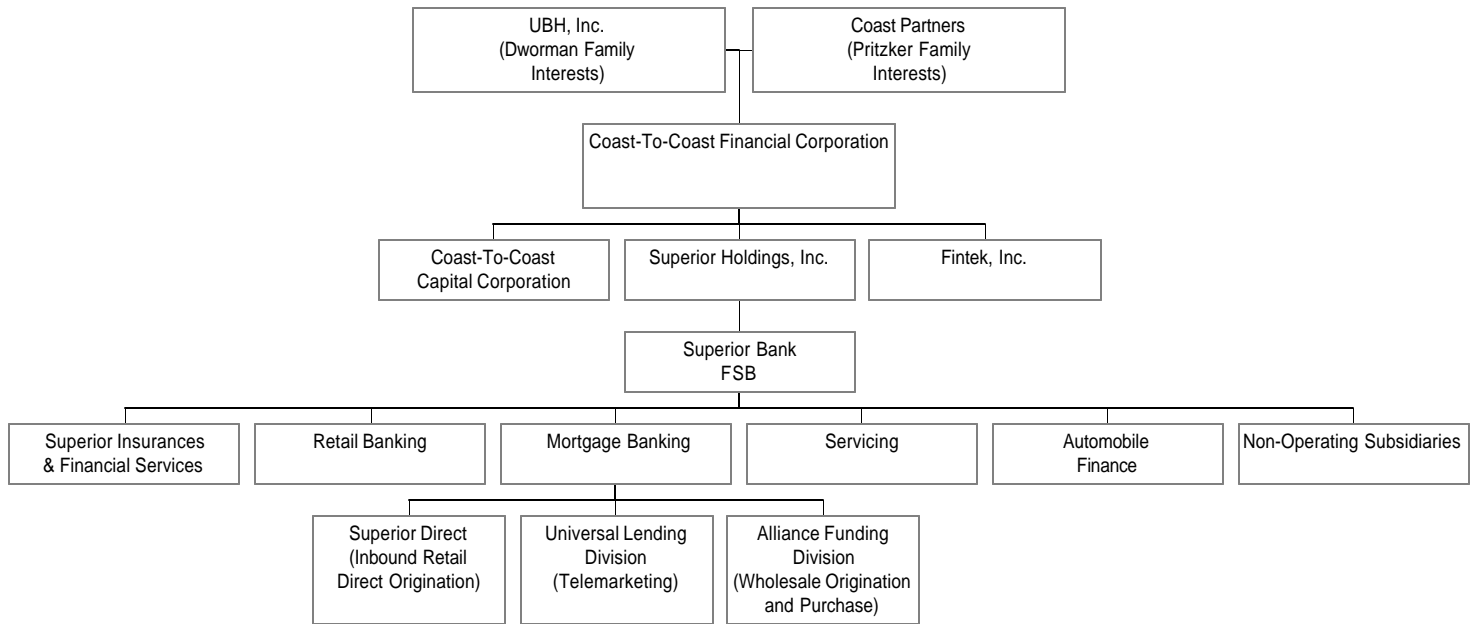 UBH, Inc.
(Dworman Family
Interests)
Coast Partners
(Pritzker Family
Interests)
Coast-To-Coast Financial Corporation
Coast-To-Coast
Capital Corporation
Superior Holdings, Inc.
Fintek, Inc.
Superior Bank
FSB
Superior Insurances
& Financial Services
Retail Banking
Mortgage Banking
Servicing
Automobile
Finance
Non-Operating Subsidiaries
Superior Direct
(Inbound Retail
Direct Origination)
Universal Lending
Division
(Telemarketing)
Alliance Funding
Division
(Wholesale Origination
and Purchase)